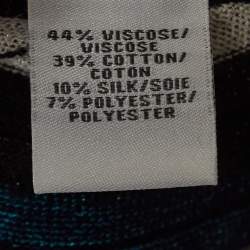 44% VISCOSE/
VISCOSE
39% COTTON/
COTON
10% SILK/SOIE
7% POLYESTER/
POLYESTER